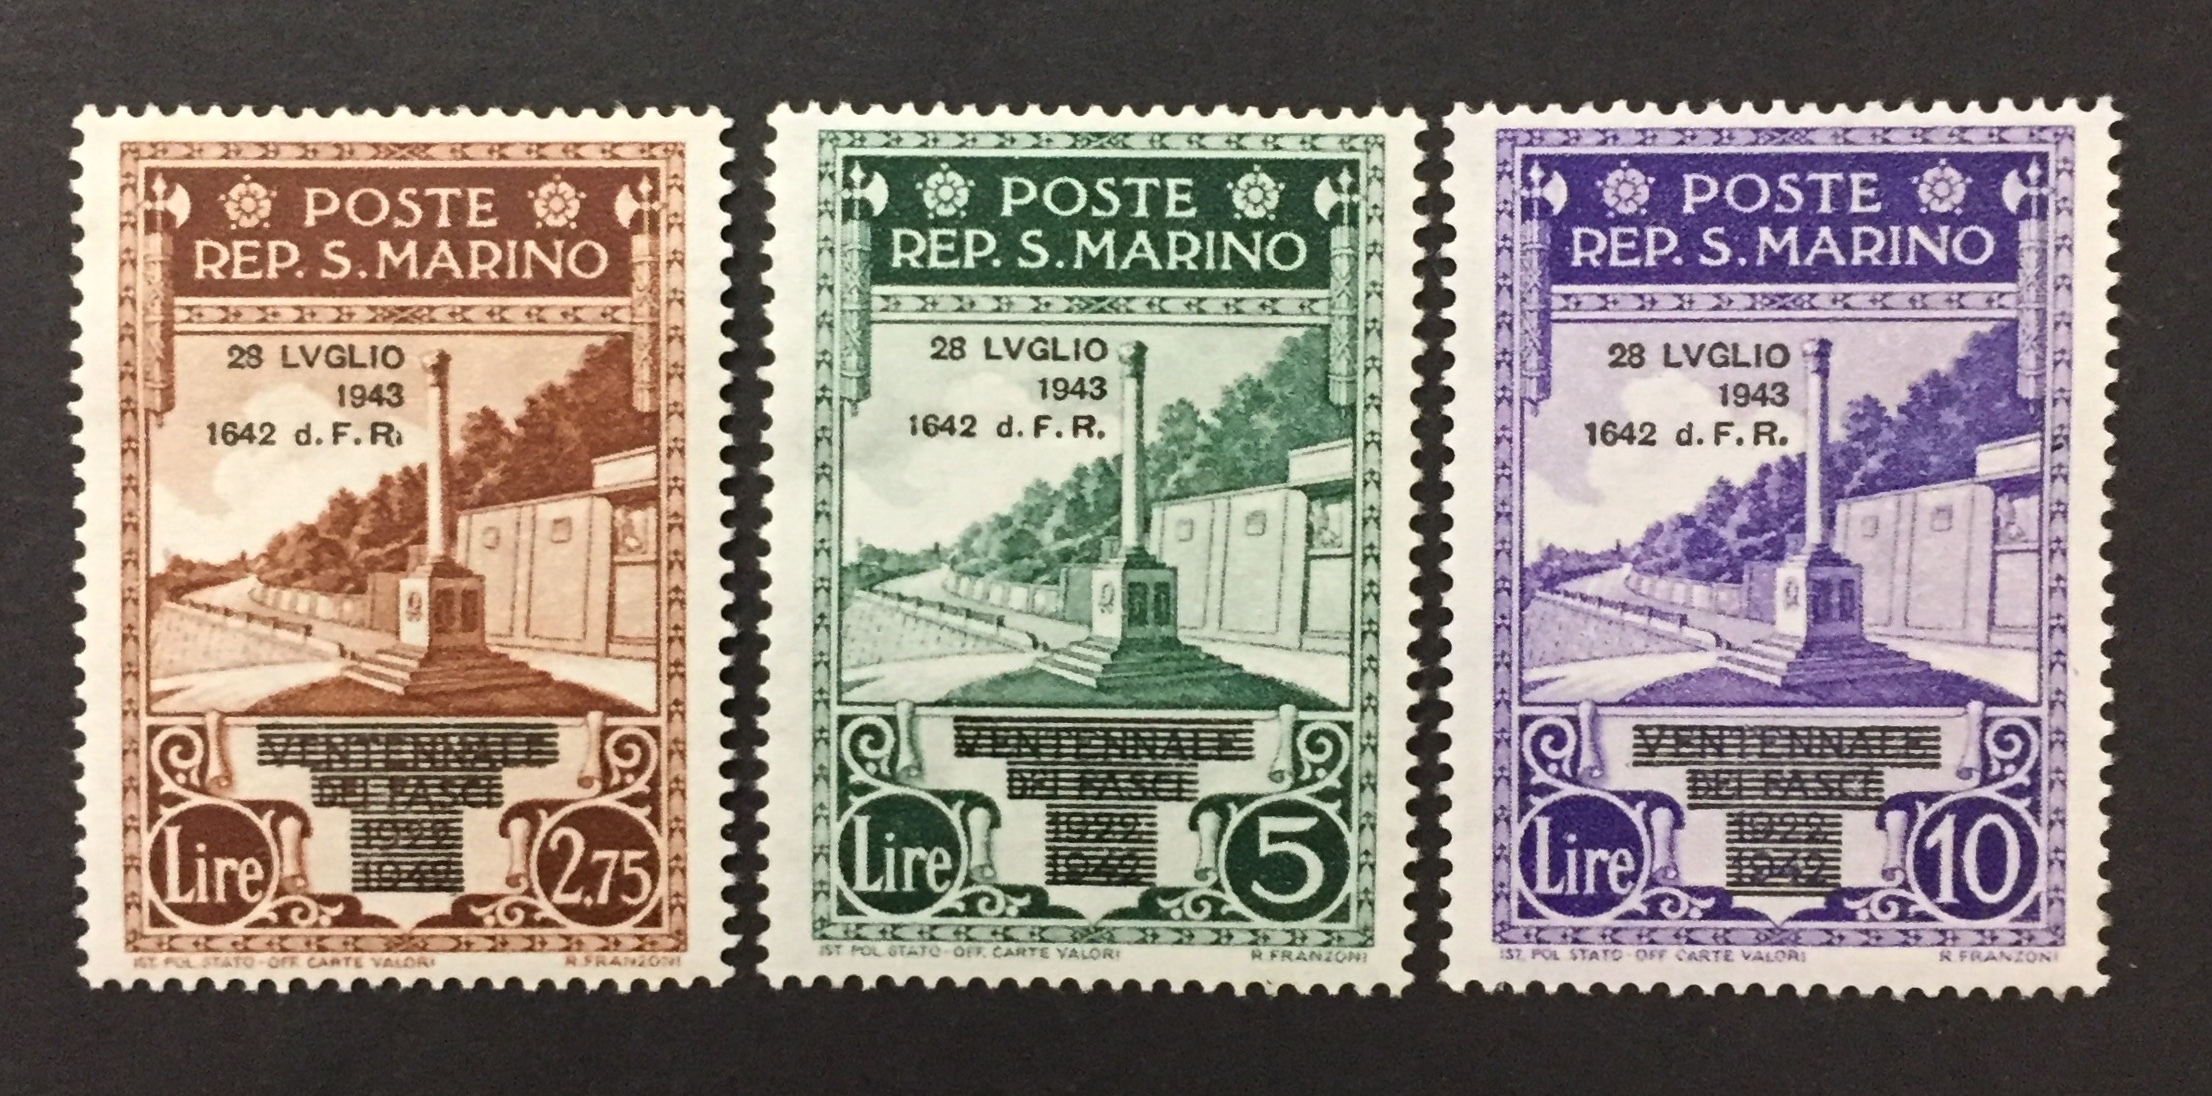 POSTE
REP. S. MARINO
28 LVGLIO
1943
1642 d. F. R.
VENTENNALE
DEI FASCI
1922
1942
Lire
2.75
IST. POL. STATO - OFF. CARTE VALORI
R. FRANZONI
POSTE
REP. S. MARINO
28 LVGLIO
1943
1642 d. F. R.
VENTENNALE
DEI FASCI
1922
1942
Lire
5
IST. POL. STATO - OFF. CARTE VALORI
R. FRANZONI
POSTE
REP. S. MARINO
28 LVGLIO
1943
1642 d. F. R.
VENTENNALE
DEI FASCI
1922
1942
Lire
10
IST. POL. STATO - OFF. CARTE VALORI
R. FRANZONI